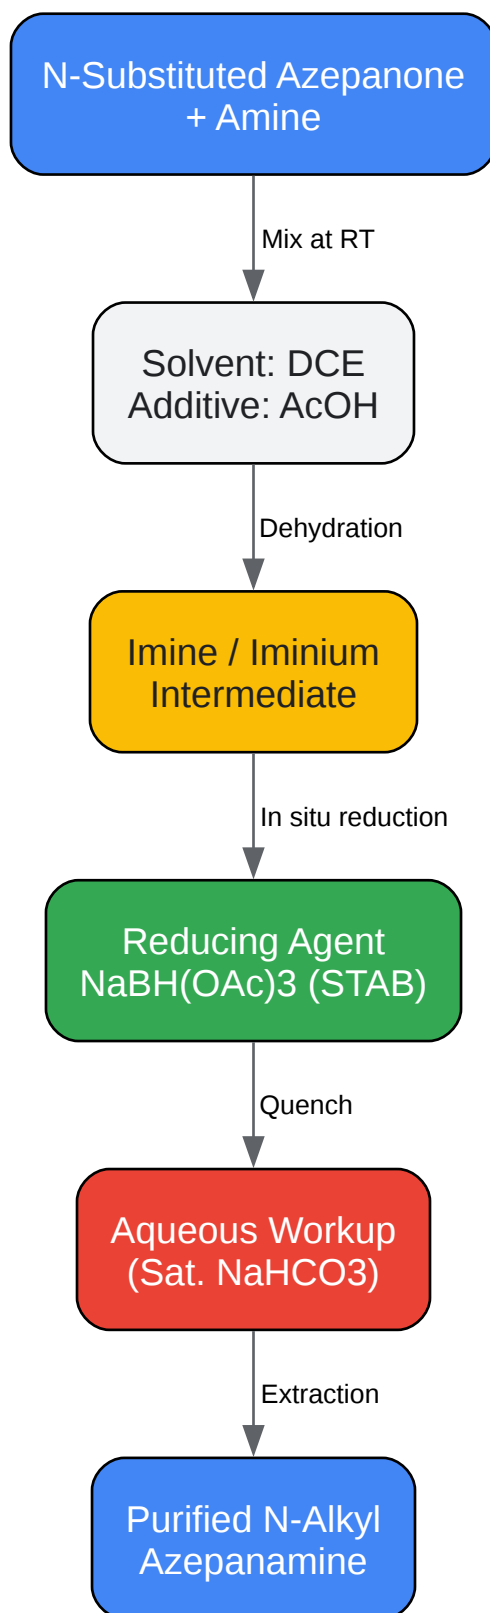 N-Substituted Azepanone
+ Amine
Mix at RT
Solvent: DCE
Additive: AcOH
Dehydration
Imine / Iminium
Intermediate
In situ reduction
Reducing Agent
NaBH(OAc)3 (STAB)
Quench
Aqueous Workup
(Sat. NaHCO3)
Extraction
Purified N-Alkyl
Azepanamine